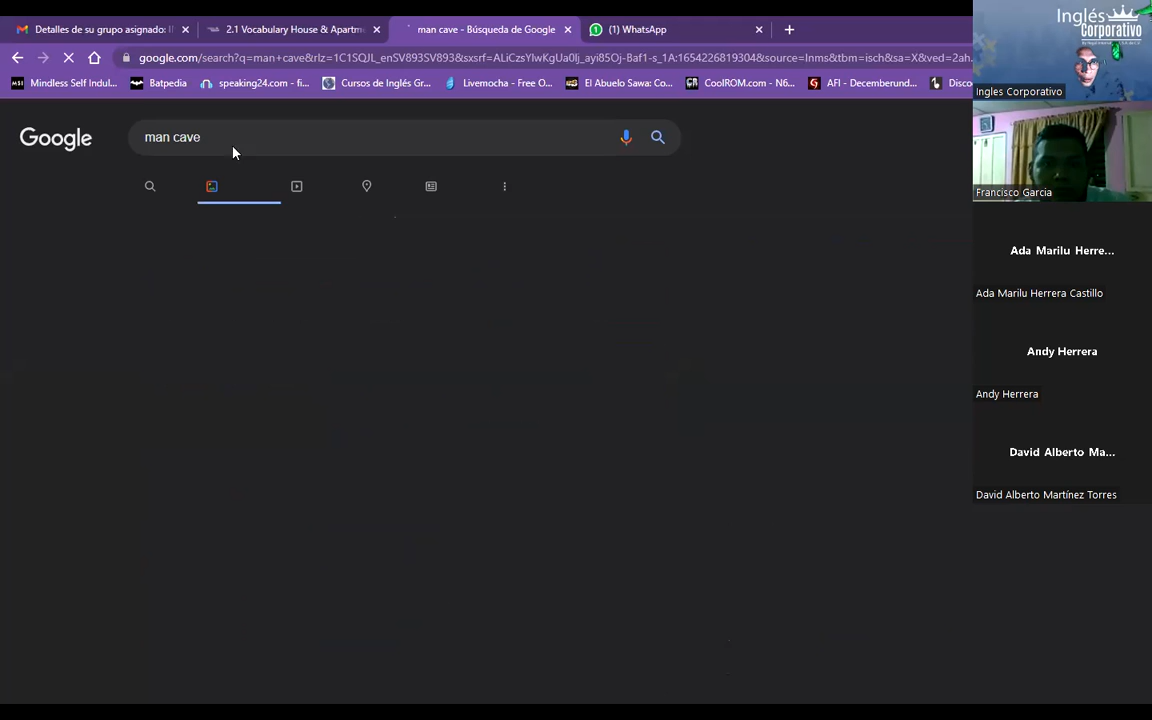 Detalles de su grupo asignado: I
2.1 Vocabulary House & Apartm
man cave - Búsqueda de Google
(1) WhatsApp
google.com/search?q=man+cave&rlz=1C1SQJL_enSV893SV893&sxsrf=ALiCzsYlwKgUa0lj_ayi85Oj-Baf1-s_1A:1654226819304&source=lnms&tbm=isch&sa=X&ved=2ah
Mindless Self Indul...
Batpedia
speaking24.com - fi...
Cursos de Inglés Gr...
Livemocha - Free O...
El Abuelo Sawa: Co...
CoolROM.com - N6...
AFI - Decemberund...
Disco
Google
man cave
Inglés
Corporativo
Ingles Corporativo
Francisco Garcia
Ada Marilu Herre...
Ada Marilu Herrera Castillo
Andy Herrera
Andy Herrera
David Alberto Ma...
David Alberto Martínez Torres